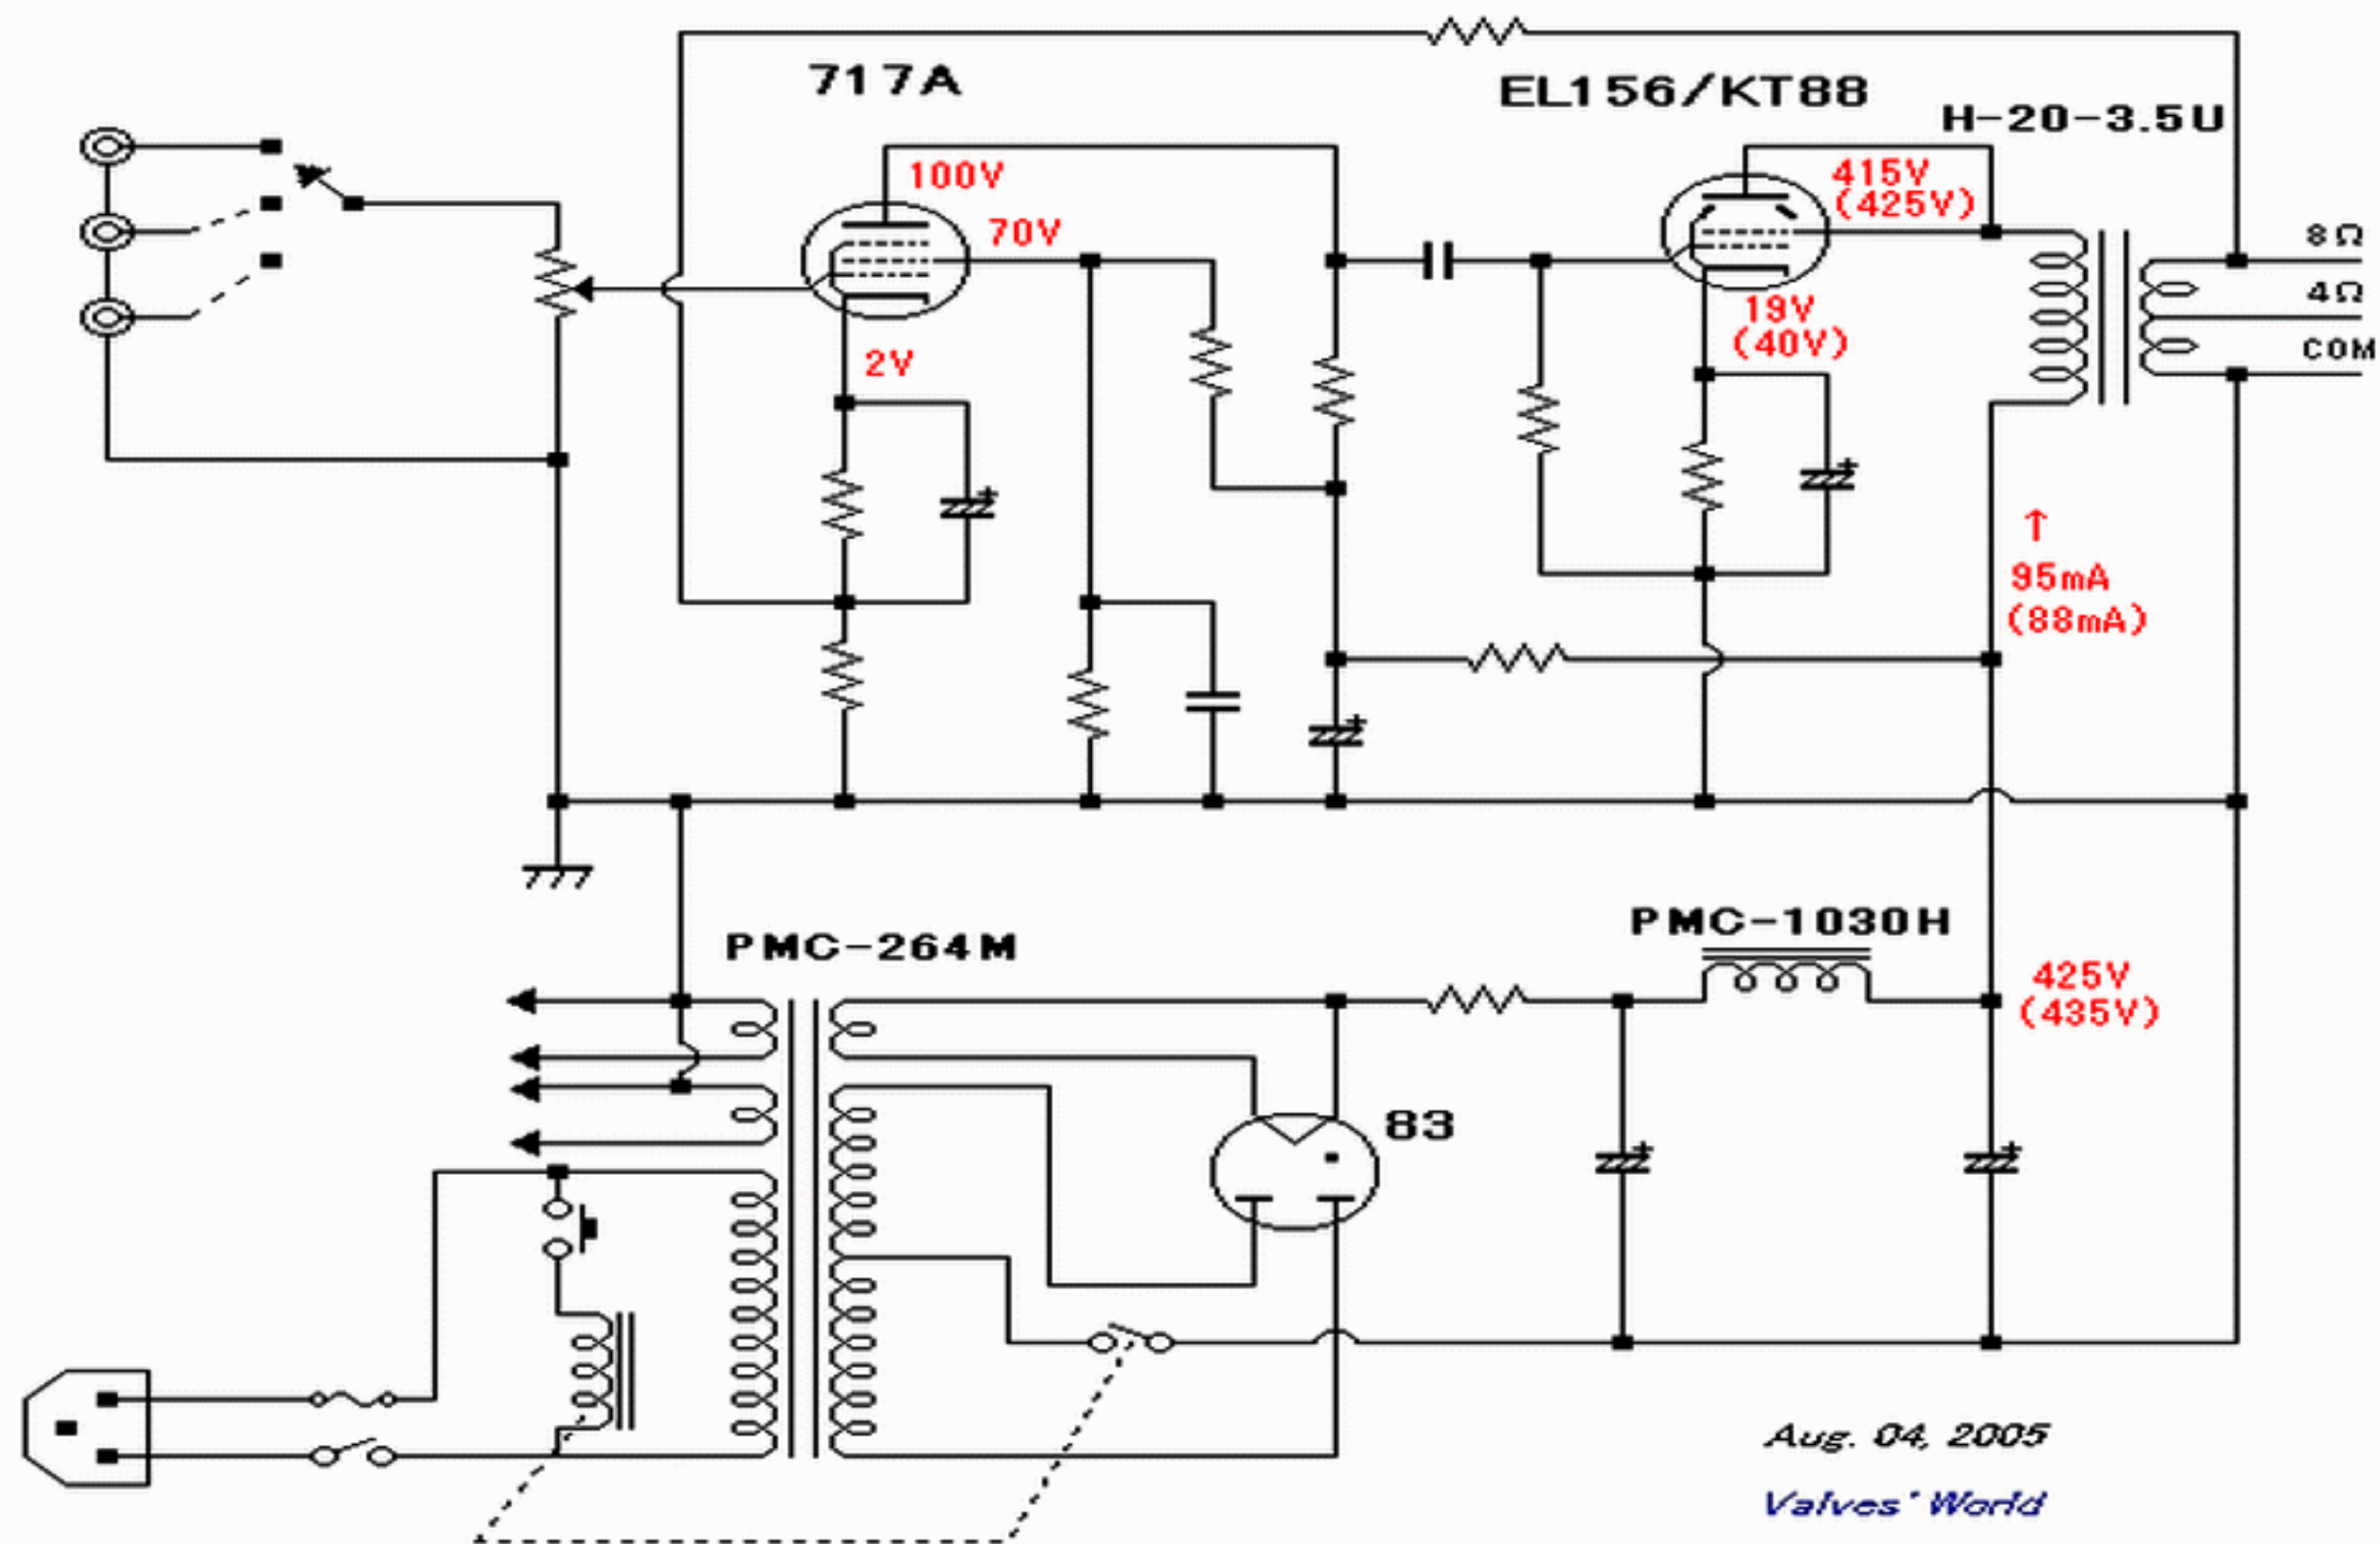 717A
EL156/KT88
H-20-3.5U
100V
415V
(425V)
70V
8Ω
4Ω
19V
(40V)
COM
2V
↑
95mA
(88mA)
PMC-264M
PMC-1030H
425V
(435V)
83
Aug. 04, 2005
Valves' World